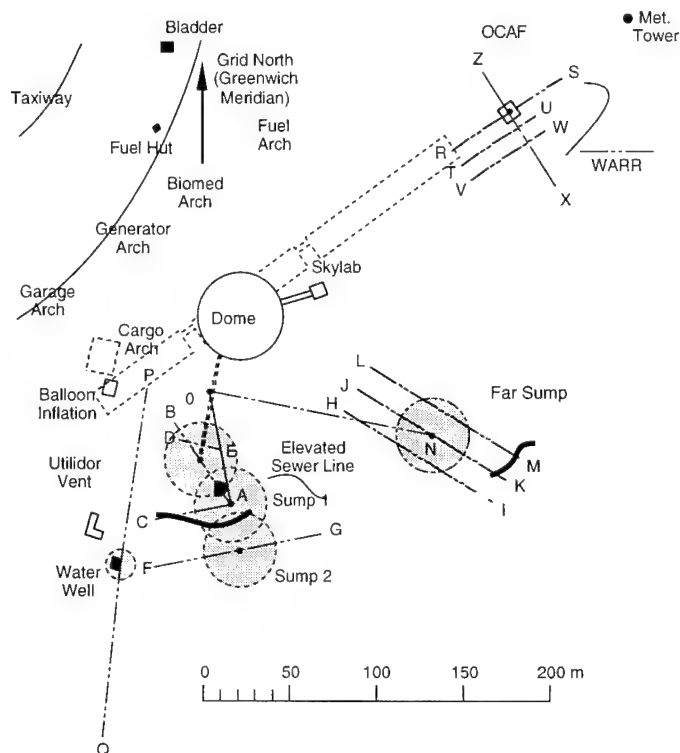 Bladder
OCAF
Met.
Tower
Z
Grid North
(Greenwich
Meridian)
S
Taxiway
U
Fuel
Arch
W
Fuel Hut
R
T
WARR
V
Biomed
Arch
X
Generator
Arch
Skylab
Garage
Arch
Dome
Cargo
Arch
L
P
J
Balloon
Inflation
O
H
Far Sump
B
D
E
Elevated
Sewer Line
N
Utilidor
Vent
M
K
A
Sump 1
I
C
G
F
Water
Well
Sump 2
0 50 100 150 200 m
Q